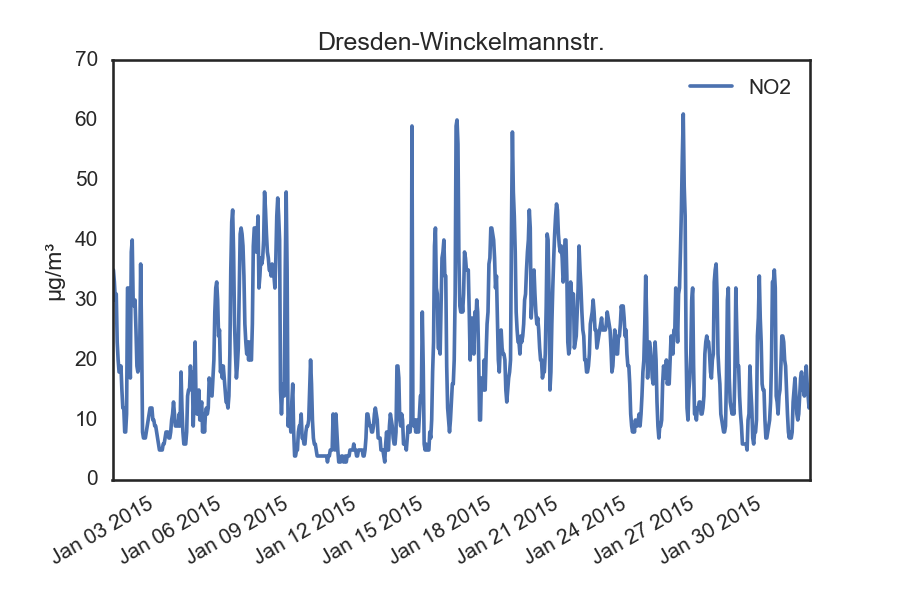 Dresden-Winckelmannstr.
NO2
µg/m³
70
60
50
40
30
20
10
0
Jan 03 2015
Jan 06 2015
Jan 09 2015
Jan 12 2015
Jan 15 2015
Jan 18 2015
Jan 21 2015
Jan 24 2015
Jan 27 2015
Jan 30 2015